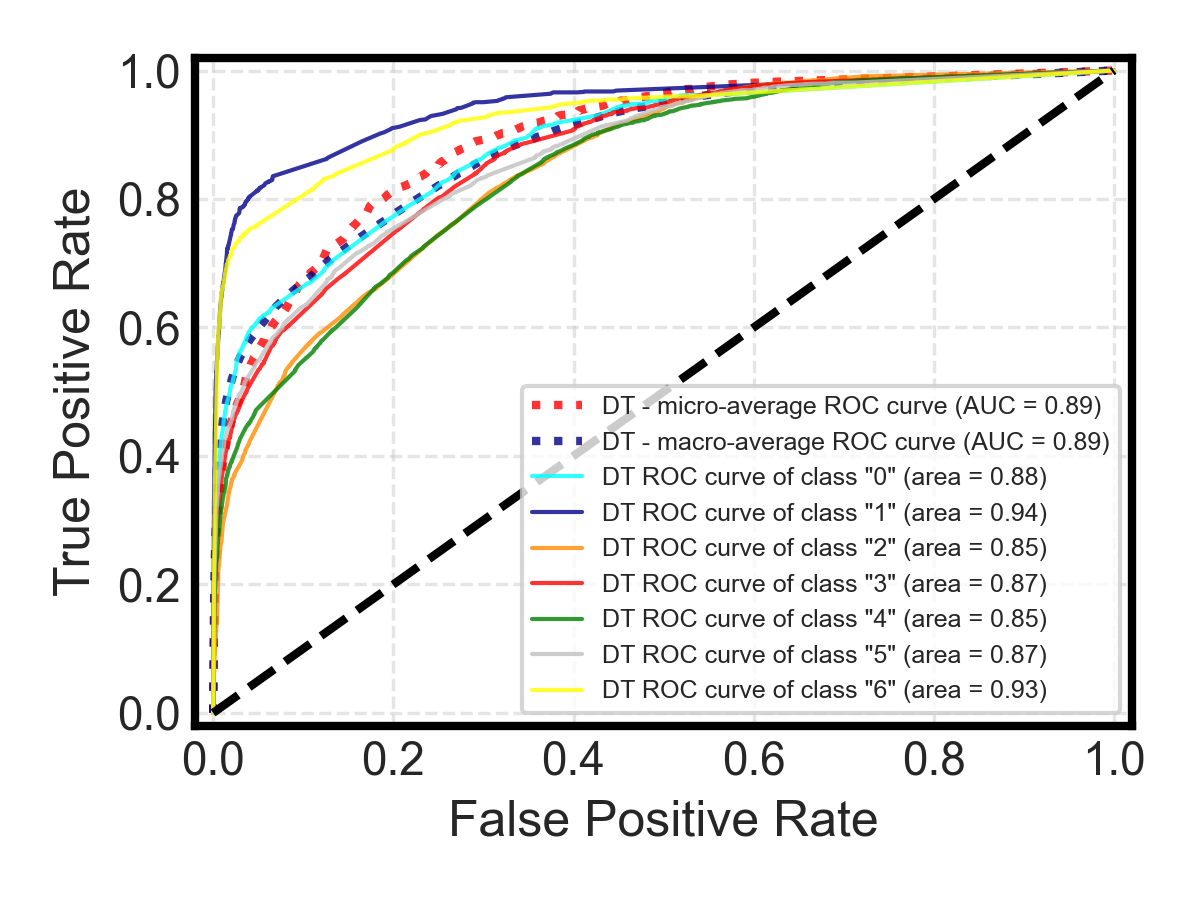 1.0
0.8
0.6
0.4
0.2
0.0
True Positive Rate
DT - micro-average ROC curve (AUC = 0.89)
DT - macro-average ROC curve (AUC = 0.89)
DT ROC curve of class "0" (area = 0.88)
DT ROC curve of class "1" (area = 0.94)
DT ROC curve of class "2" (area = 0.85)
DT ROC curve of class "3" (area = 0.87)
DT ROC curve of class "4" (area = 0.85)
DT ROC curve of class "5" (area = 0.87)
DT ROC curve of class "6" (area = 0.93)
0.0 0.2 0.4 0.6 0.8 1.0
False Positive Rate